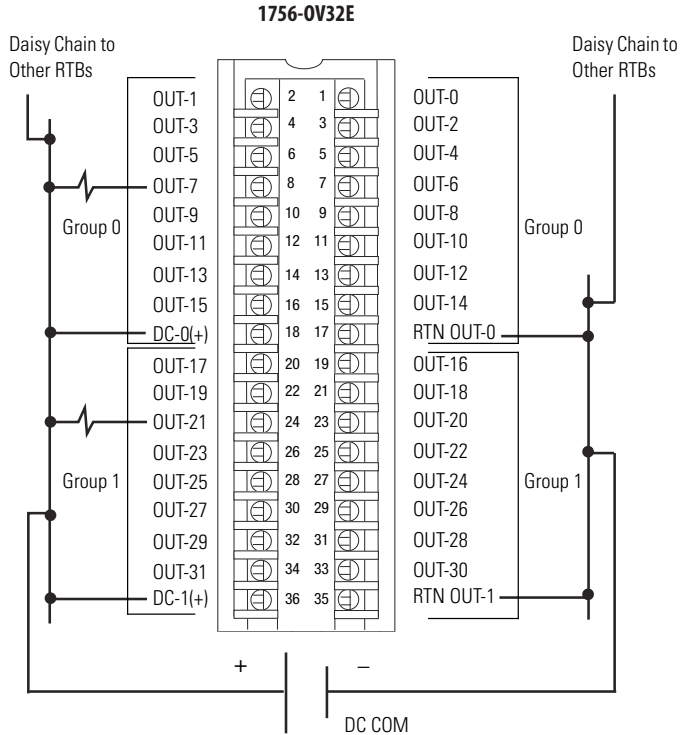 1756-OV32E
Daisy Chain to
Other RTBs
Daisy Chain to
Other RTBs
OUT-1 2 1 OUT-0
OUT-3 4 3 OUT-2
OUT-5 6 5 OUT-4
OUT-7 8 7 OUT-6
Group 0
OUT-9 10 9 OUT-8
Group 0
OUT-11 12 11 OUT-10
OUT-13 14 13 OUT-12
OUT-15 16 15 OUT-14
DC-0(+) 18 17 RTN OUT-0
OUT-17 20 19 OUT-16
OUT-19 22 21 OUT-18
OUT-21 24 23 OUT-20
OUT-23 26 25 OUT-22
Group 1
OUT-25 28 27 OUT-24
Group 1
OUT-27 30 29 OUT-26
OUT-29 32 31 OUT-28
OUT-31 34 33 OUT-30
DC-1(+) 36 35 RTN OUT-1
+ –
DC COM